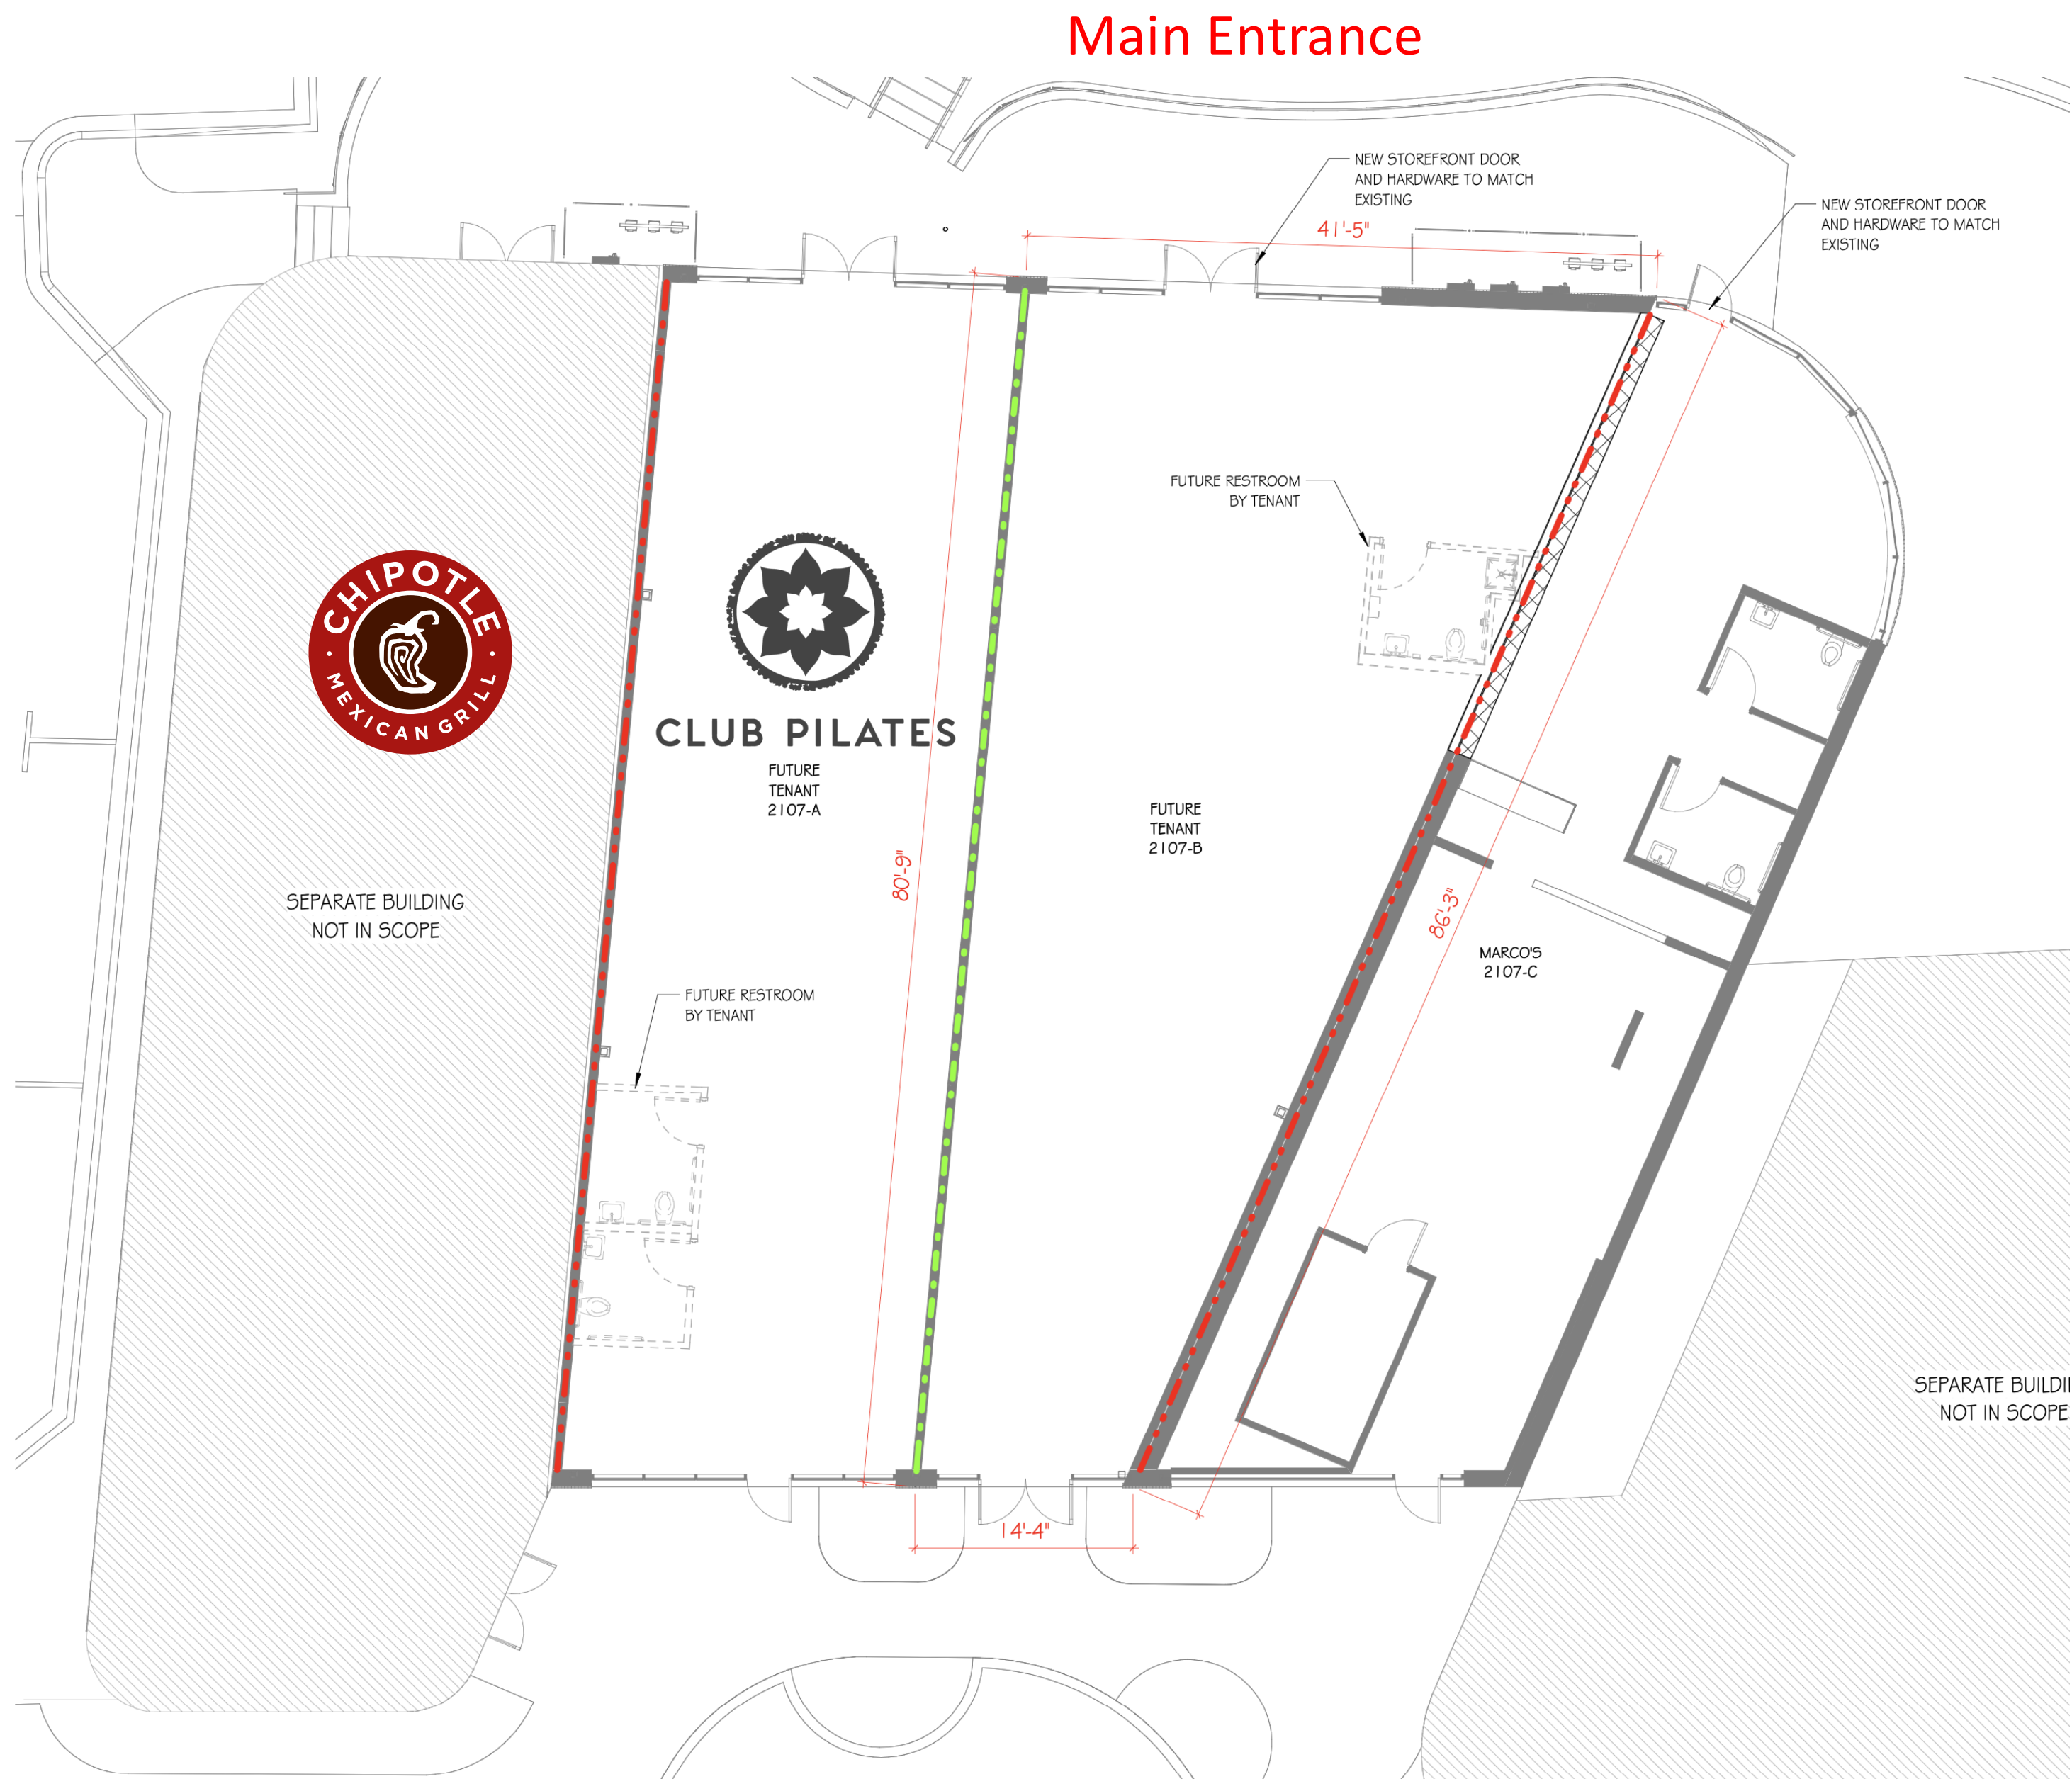 Main Entrance
NEW STOREFRONT DOOR
AND HARDWARE TO MATCH
EXISTING
NEW STOREFRONT DOOR
AND HARDWARE TO MATCH
EXISTING
41'-5"
FUTURE RESTROOM
BY TENANT
CHIPOTLE
MEXICAN GRILL
CLUB PILATES
FUTURE
TENANT
2107-A
FUTURE
TENANT
2107-B
80'-9"
86'-3"
SEPARATE BUILDING
NOT IN SCOPE
MARCO'S
2107-C
FUTURE RESTROOM
BY TENANT
SEPARATE BUILDI
NOT IN SCOPE
14'-4"